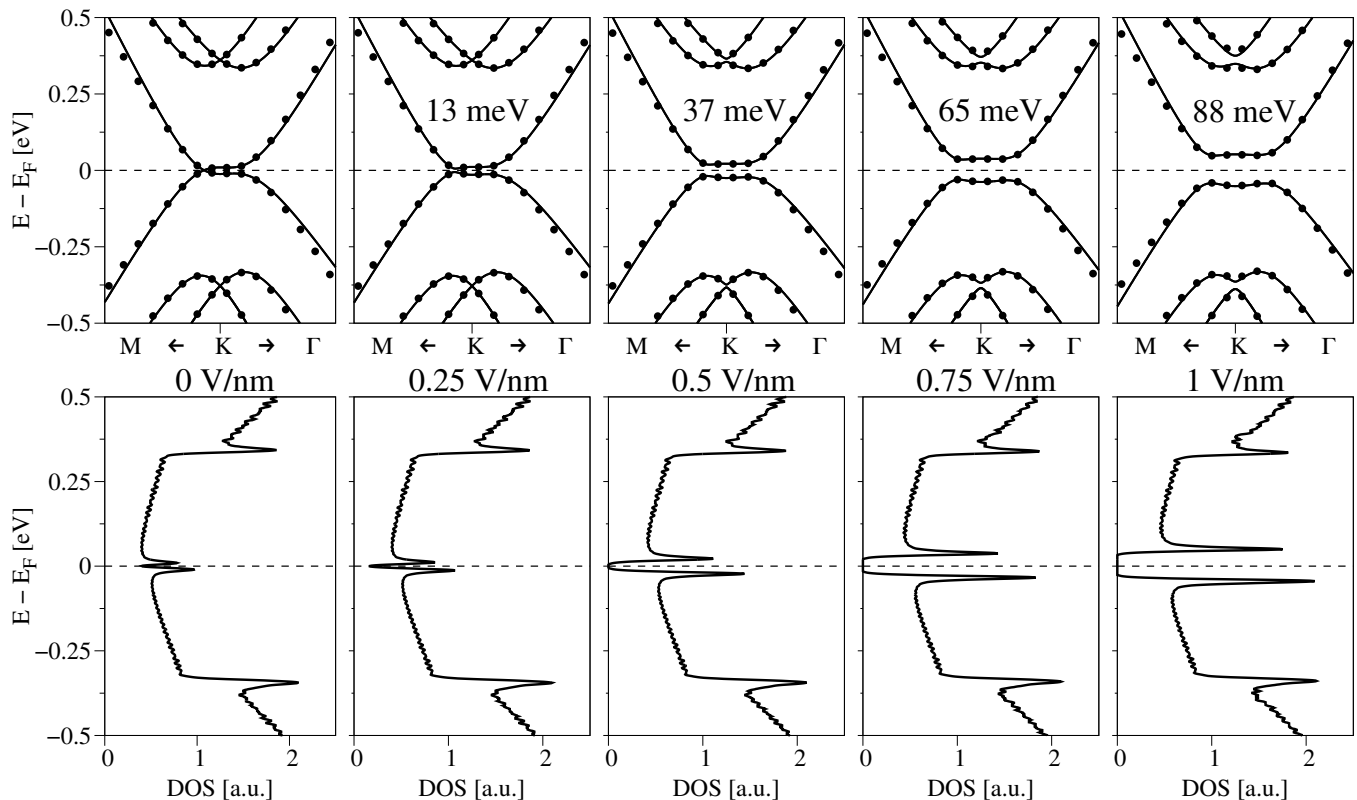 0.5
0.25
0
−0.25
−0.5
E − E_F [eV]
13 meV
37 meV
65 meV
88 meV
M ← K → Γ
M ← K → Γ
M ← K → Γ
M ← K → Γ
M ← K → Γ
0 V/nm
0.25 V/nm
0.5 V/nm
0.75 V/nm
1 V/nm
0.5
0.25
0
−0.25
−0.5
E − E_F [eV]
0 1 2
0 1 2
0 1 2
0 1 2
0 1 2
DOS [a.u.]
DOS [a.u.]
DOS [a.u.]
DOS [a.u.]
DOS [a.u.]